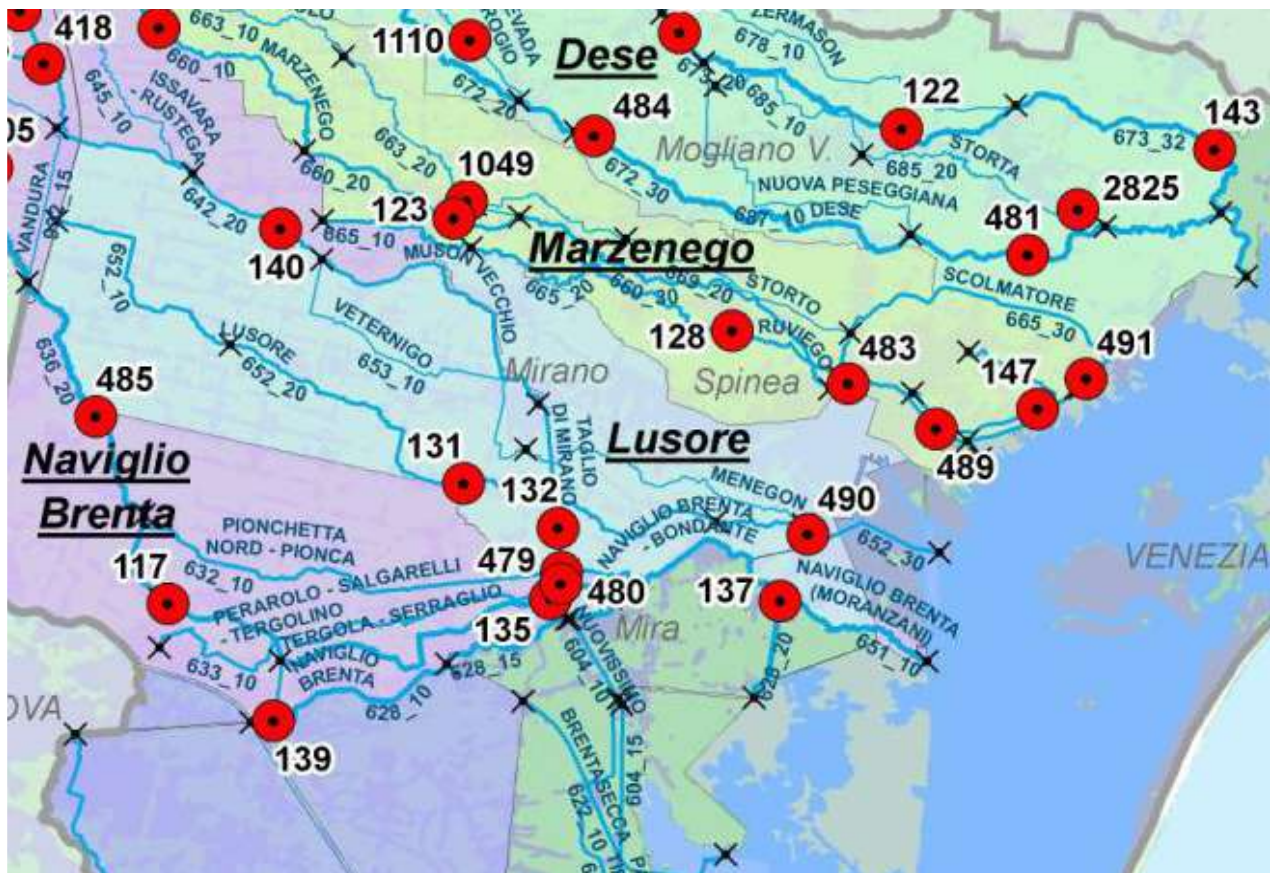 418
663_10 MARZENEGO
660_10
1110
672_20
Dese
ZERMASON
678_10
675_20
685_10
122
143
645_10
ISSAVARA
- RUSTEGA
484
Mogliano V.
STORTA
673_32
685_20
05
663_20
660_20
1049
672_30
NUOVA PESEGGIANA
2825
VANDURA
642_20
123
687_10 DESE
481
865_10
140
MUSON VECCHIO
Marzenego
665_20
669_20
660_30
STORTO
SCOLMATORE
665_30
652_10
LUSORE
VETERNIGO
653_10
128
RUVIEGO
483
491
147
636_20
485
652_20
Mirano
Spinea
TAGLIO
DI MIRANO
Lusore
489
Naviglio
Brenta
131
132
MENEGON
490
PIONCHETTA
NORD - PIONCA
632_10
NAVIGLIO BRENTA
- BONDANTE
652_30
VENEZIA
117
479
480
137
NAVIGLIO BRENTA
(MORANZANI)
651_10
PERAROLO - SALGARELLI
- TERGOLINO
TERGOLA - SERRAGLIO
135
Mira
633_10
NAVIGLIO
BRENTA
628_10
628_15
NUOVISSIMO
604_10
628_20
OVA
139
604_15
BRENTASECCA
622_10